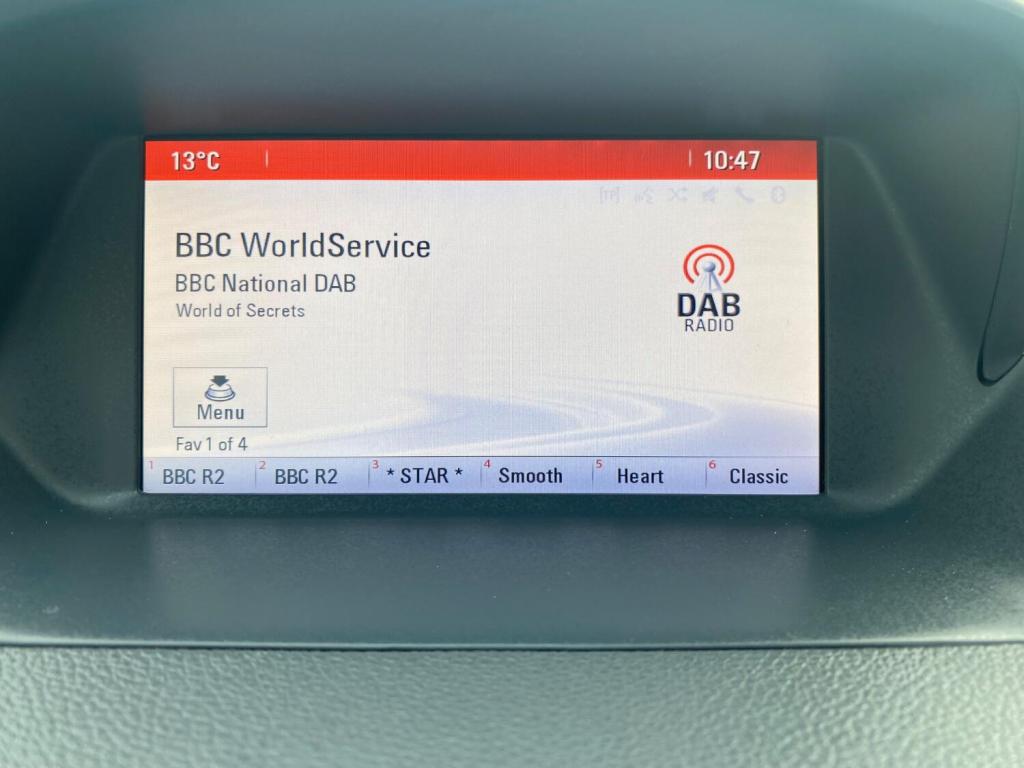 13°C 10:47
BBC WorldService
BBC National DAB
World of Secrets
DAB
RADIO
Menu
Fav 1 of 4
1 BBC R2 2 BBC R2 3 * STAR * 4 Smooth 5 Heart 6 Classic